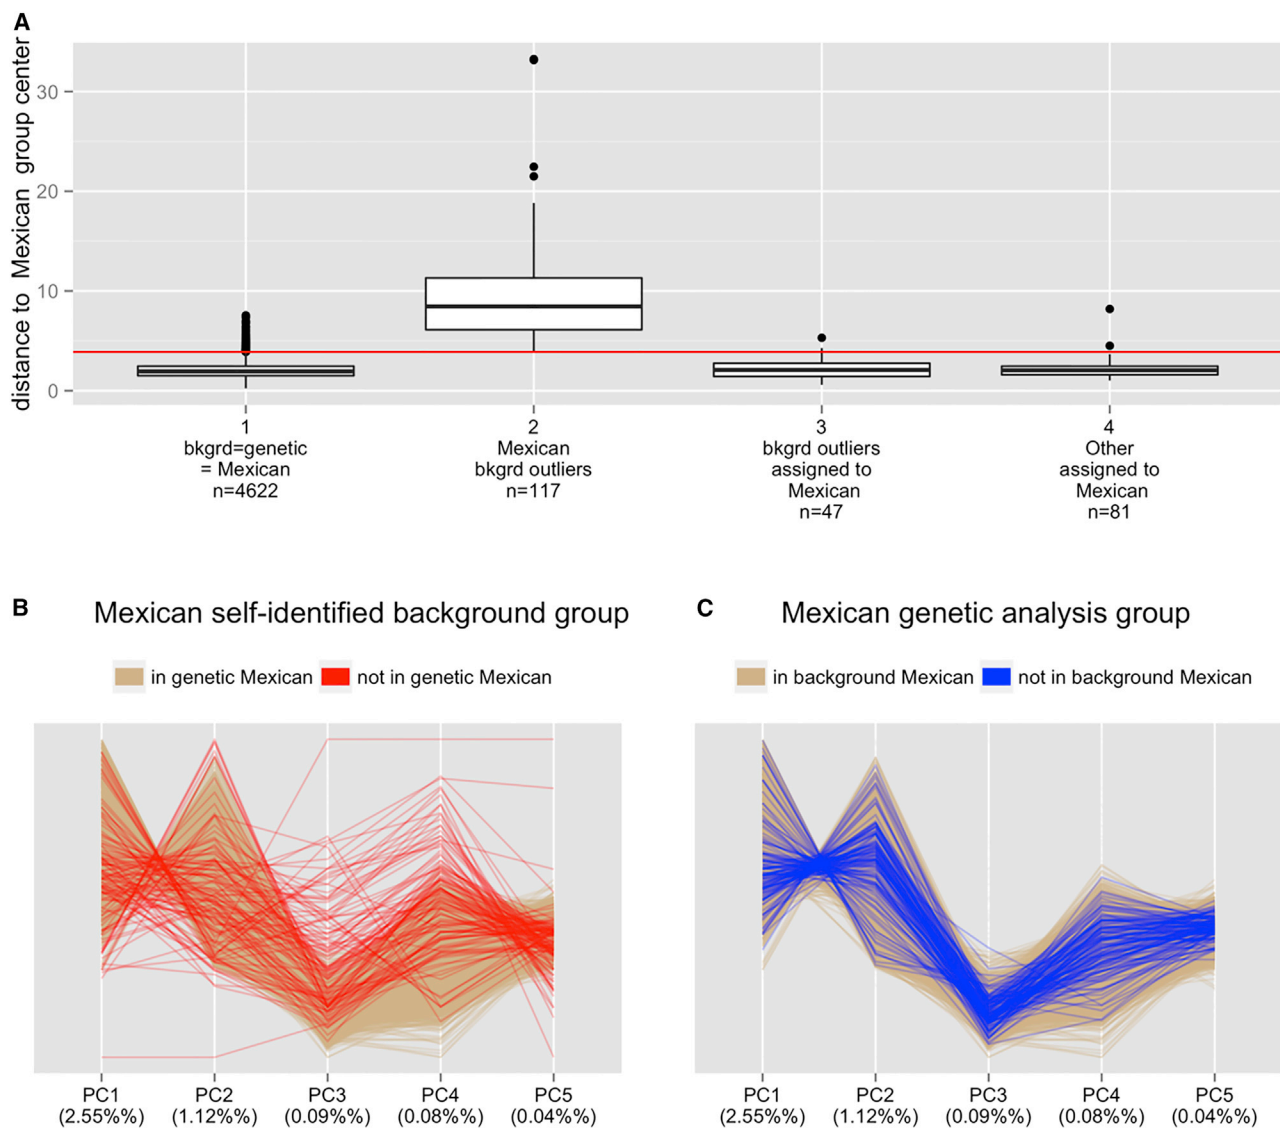 A
distance to Mexican group center
30
20
10
0
1
bkgrd=genetic
= Mexican
n=4622
2
Mexican
bkgrd outliers
n=117
3
bkgrd outliers
assigned to
Mexican
n=47
4
Other
assigned to
Mexican
n=81
B
Mexican self-identified background group
in genetic Mexican
not in genetic Mexican
PC1
(2.55%%)
PC2
(1.12%%)
PC3
(0.09%%)
PC4
(0.08%%)
PC5
(0.04%%)
C
Mexican genetic analysis group
in background Mexican
not in background Mexican
PC1
(2.55%%)
PC2
(1.12%%)
PC3
(0.09%%)
PC4
(0.08%%)
PC5
(0.04%%)